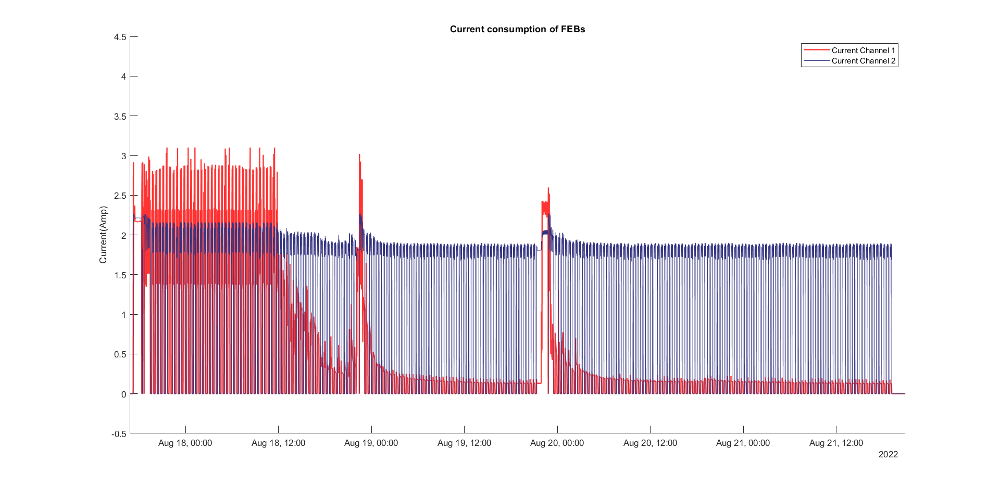 Current consumption of FEBs
4.5
4
3.5
3
2.5
2
1.5
1
0.5
0
-0.5
Current(Amp)
Current Channel 1
Current Channel 2
Aug 18, 00:00
Aug 18, 12:00
Aug 19, 00:00
Aug 19, 12:00
Aug 20, 00:00
Aug 20, 12:00
Aug 21, 00:00
Aug 21, 12:00
2022